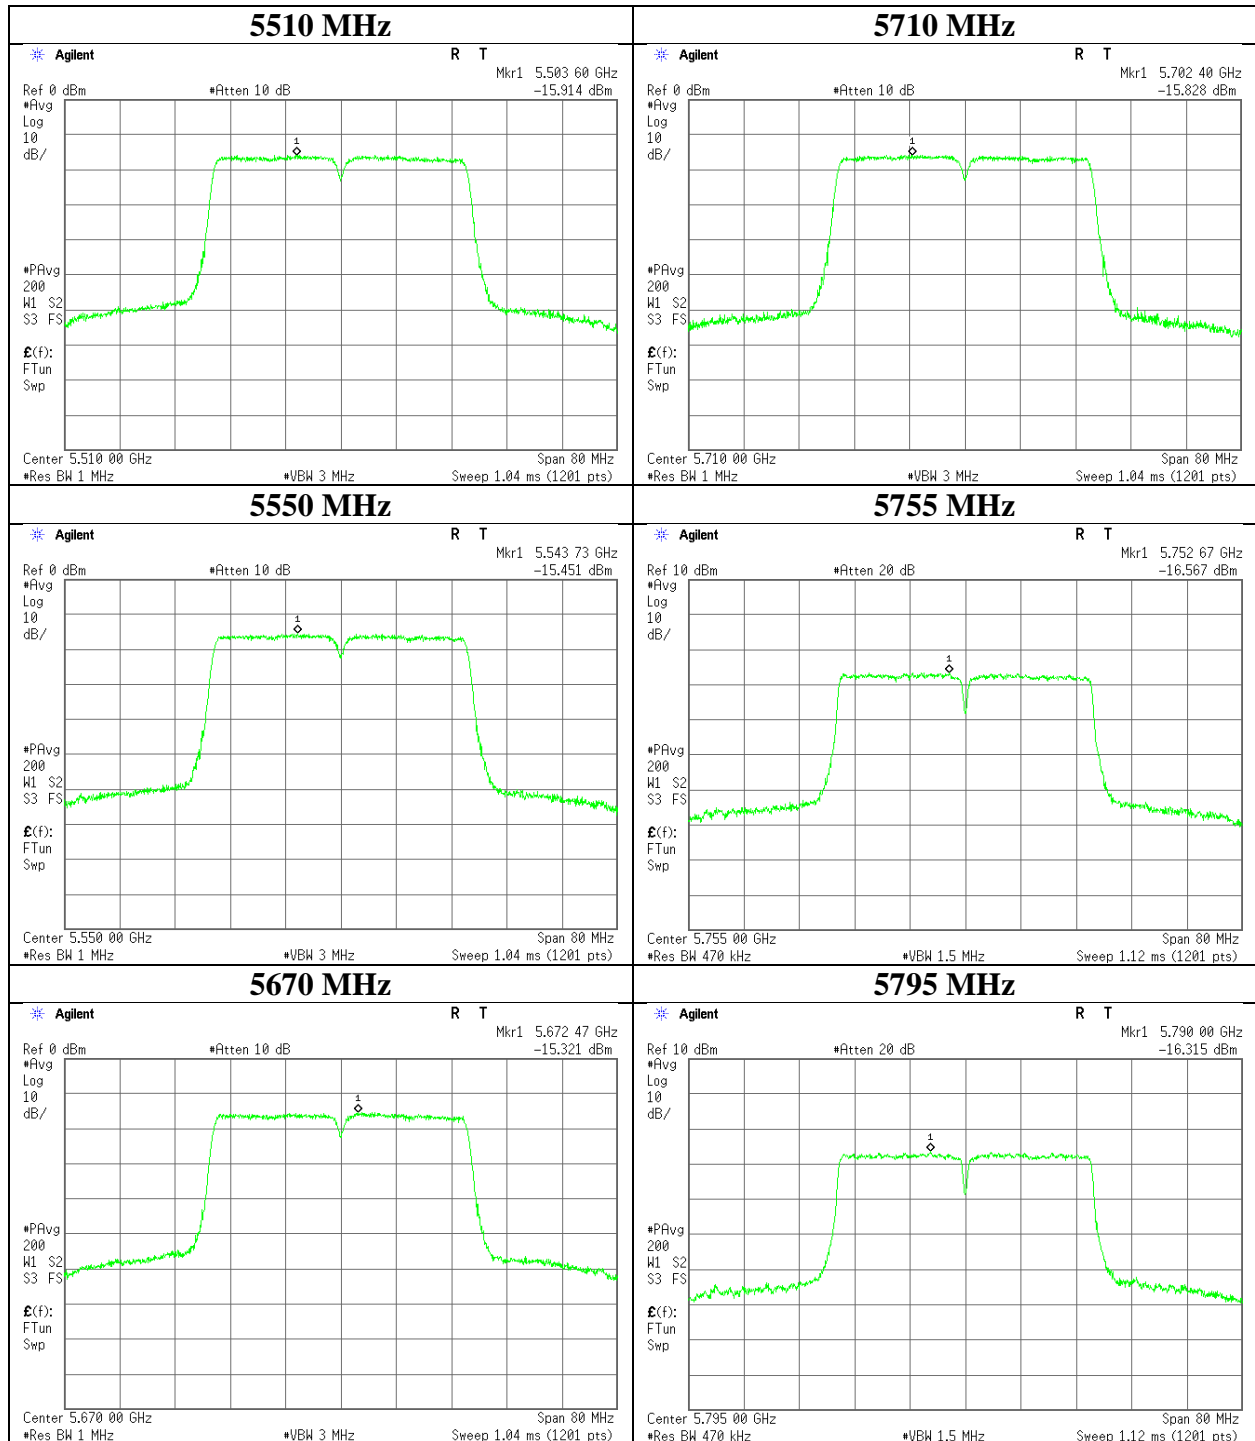 5510 MHz
Agilent
R T
Mkr1 5.503 60 GHz
Ref 0 dBm
#Atten 10 dB
-15.914 dBm
#Avg
Log
10
dB/
1
#PAvg
200
W1 S2
S3 FS
£(f):
FTun
Swp
Center 5.510 00 GHz
Span 80 MHz
#Res BW 1 MHz
#VBW 3 MHz
Sweep 1.04 ms (1201 pts)
5710 MHz
Agilent
R T
Mkr1 5.702 40 GHz
Ref 0 dBm
#Atten 10 dB
-15.828 dBm
#Avg
Log
10
dB/
1
#PAvg
200
W1 S2
S3 FS
£(f):
FTun
Swp
Center 5.710 00 GHz
Span 80 MHz
#Res BW 1 MHz
#VBW 3 MHz
Sweep 1.04 ms (1201 pts)
5550 MHz
Agilent
R T
Mkr1 5.543 73 GHz
Ref 0 dBm
#Atten 10 dB
-15.451 dBm
#Avg
Log
10
dB/
1
#PAvg
200
W1 S2
S3 FS
£(f):
FTun
Swp
Center 5.550 00 GHz
Span 80 MHz
#Res BW 1 MHz
#VBW 3 MHz
Sweep 1.04 ms (1201 pts)
5755 MHz
Agilent
R T
Mkr1 5.752 67 GHz
Ref 10 dBm
#Atten 20 dB
-16.567 dBm
#Avg
Log
10
dB/
1
#PAvg
200
W1 S2
S3 FS
£(f):
FTun
Swp
Center 5.755 00 GHz
Span 80 MHz
#Res BW 470 kHz
#VBW 1.5 MHz
Sweep 1.12 ms (1201 pts)
5670 MHz
Agilent
R T
Mkr1 5.672 47 GHz
Ref 0 dBm
#Atten 10 dB
-15.321 dBm
#Avg
Log
10
dB/
1
#PAvg
200
W1 S2
S3 FS
£(f):
FTun
Swp
Center 5.670 00 GHz
Span 80 MHz
#Res BW 1 MHz
#VBW 3 MHz
Sweep 1.04 ms (1201 pts)
5795 MHz
Agilent
R T
Mkr1 5.790 00 GHz
Ref 10 dBm
#Atten 20 dB
-16.315 dBm
#Avg
Log
10
dB/
1
#PAvg
200
W1 S2
S3 FS
£(f):
FTun
Swp
Center 5.795 00 GHz
Span 80 MHz
#Res BW 470 kHz
#VBW 1.5 MHz
Sweep 1.12 ms (1201 pts)